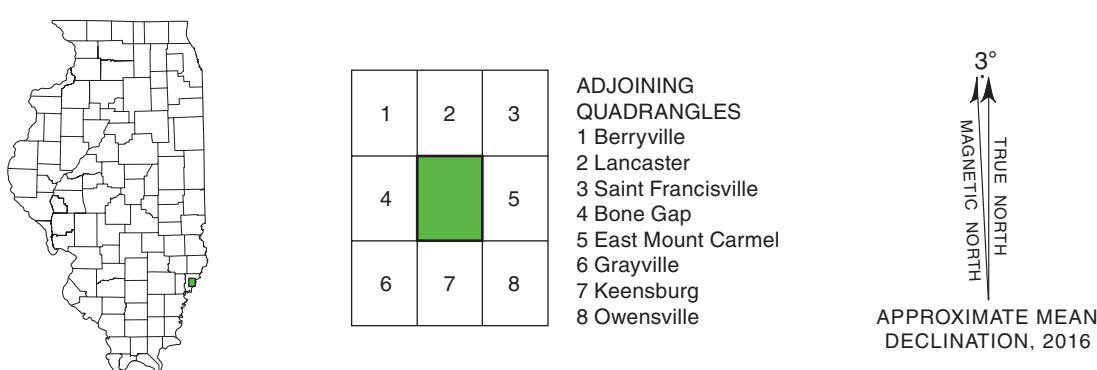 1 2 3
4 5
6 7 8
ADJOINING
QUADRANGLES
1 Berryville
2 Lancaster
3 Saint Francisville
4 Bone Gap
5 East Mount Carmel
6 Grayville
7 Keensburg
8 Owensville
3°
MAGNETIC NORTH
TRUE NORTH
APPROXIMATE MEAN
DECLINATION, 2016